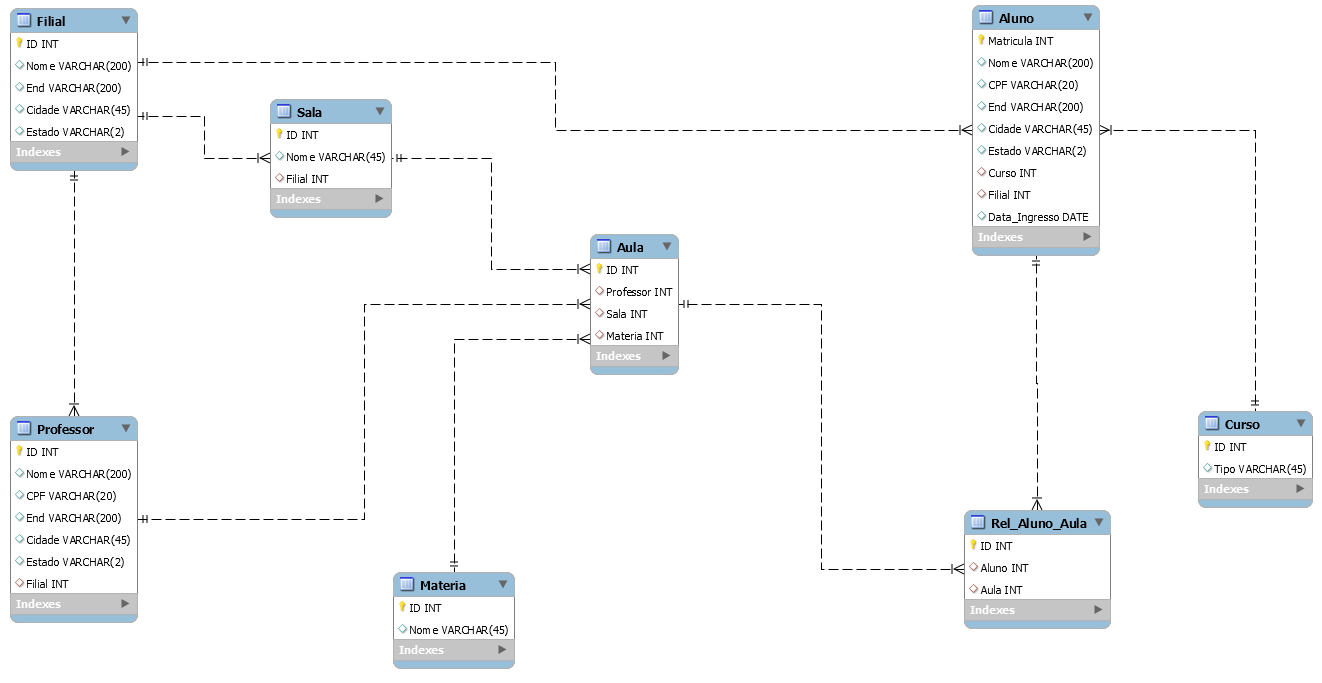 Filial
ID INT
Nome VARCHAR(200)
End VARCHAR(200)
Cidade VARCHAR(45)
Estado VARCHAR(2)
Indexes
Sala
ID INT
Nome VARCHAR(45)
Filial INT
Indexes
Aluno
Matricula INT
Nome VARCHAR(200)
CPF VARCHAR(20)
End VARCHAR(200)
Cidade VARCHAR(45)
Estado VARCHAR(2)
Curso INT
Filial INT
Data_Ingresso DATE
Indexes
Aula
ID INT
Professor INT
Sala INT
Materia INT
Indexes
Professor
ID INT
Nome VARCHAR(200)
CPF VARCHAR(20)
End VARCHAR(200)
Cidade VARCHAR(45)
Estado VARCHAR(2)
Filial INT
Indexes
Materia
ID INT
Nome VARCHAR(45)
Indexes
Rel_Aluno_Aula
ID INT
Aluno INT
Aula INT
Indexes
Curso
ID INT
Tipo VARCHAR(45)
Indexes